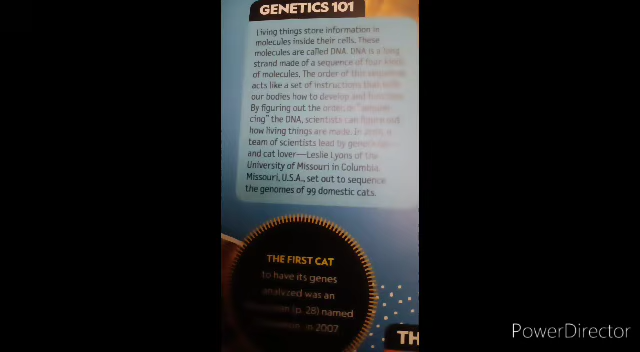 GENETICS 101
Living things store information in
molecules inside their cells. These
molecules are called DNA. DNA is a long
strand made of a sequence of four kinds
of molecules. The order of this sequence
acts like a set of instructions that
our bodies how to develop and function.
By figuring out the order, or "sequen-
cing" the DNA, scientists can figure out
how living things are made. In a
team of scientists lead by geneticist—
and cat lover—Leslie Lyons of the
University of Missouri in Columbia,
Missouri, U.S.A., set out to sequence
the genomes of 99 domestic cats.
THE FIRST CAT
to have its genes
analyzed was an
(p. 28) named
in 2007
TH
PowerDirector